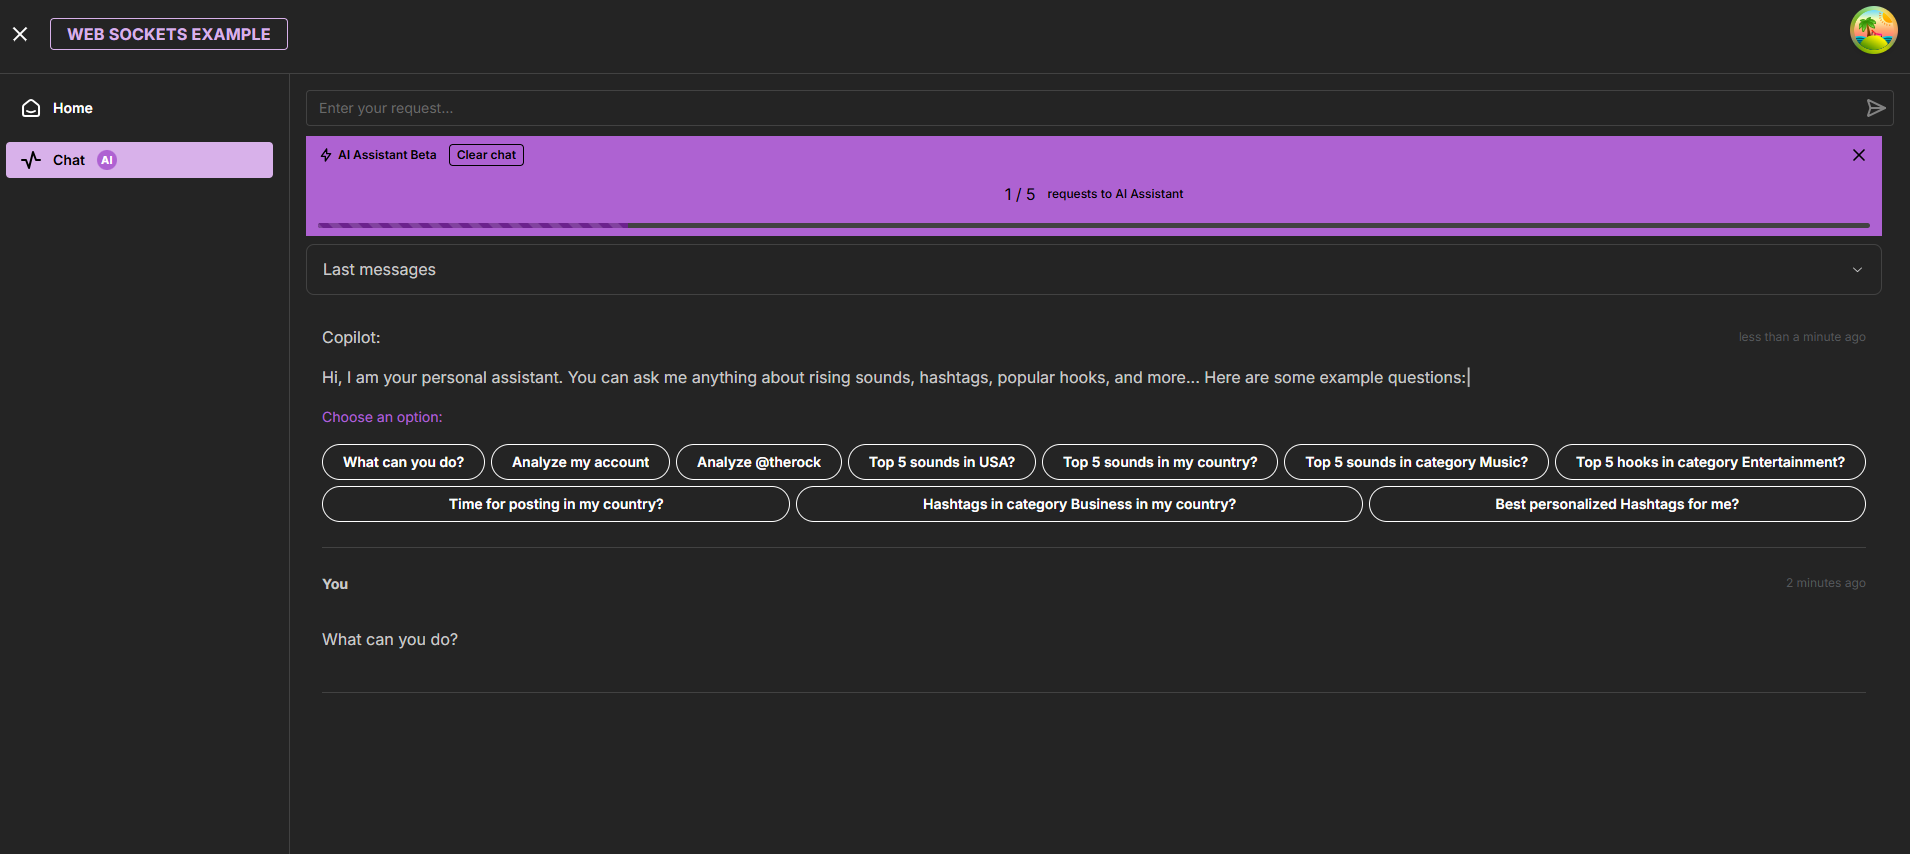 WEB SOCKETS EXAMPLE
Home
Chat AI
Enter your request...
AI Assistant Beta Clear chat
1 / 5 requests to AI Assistant
Last messages
Copilot: less than a minute ago
Hi, I am your personal assistant. You can ask me anything about rising sounds, hashtags, popular hooks, and more... Here are some example questions:|
Choose an option:
What can you do? Analyze my account Analyze @therock Top 5 sounds in USA? Top 5 sounds in my country? Top 5 sounds in category Music? Top 5 hooks in category Entertainment?
Time for posting in my country? Hashtags in category Business in my country? Best personalized Hashtags for me?
You 2 minutes ago
What can you do?